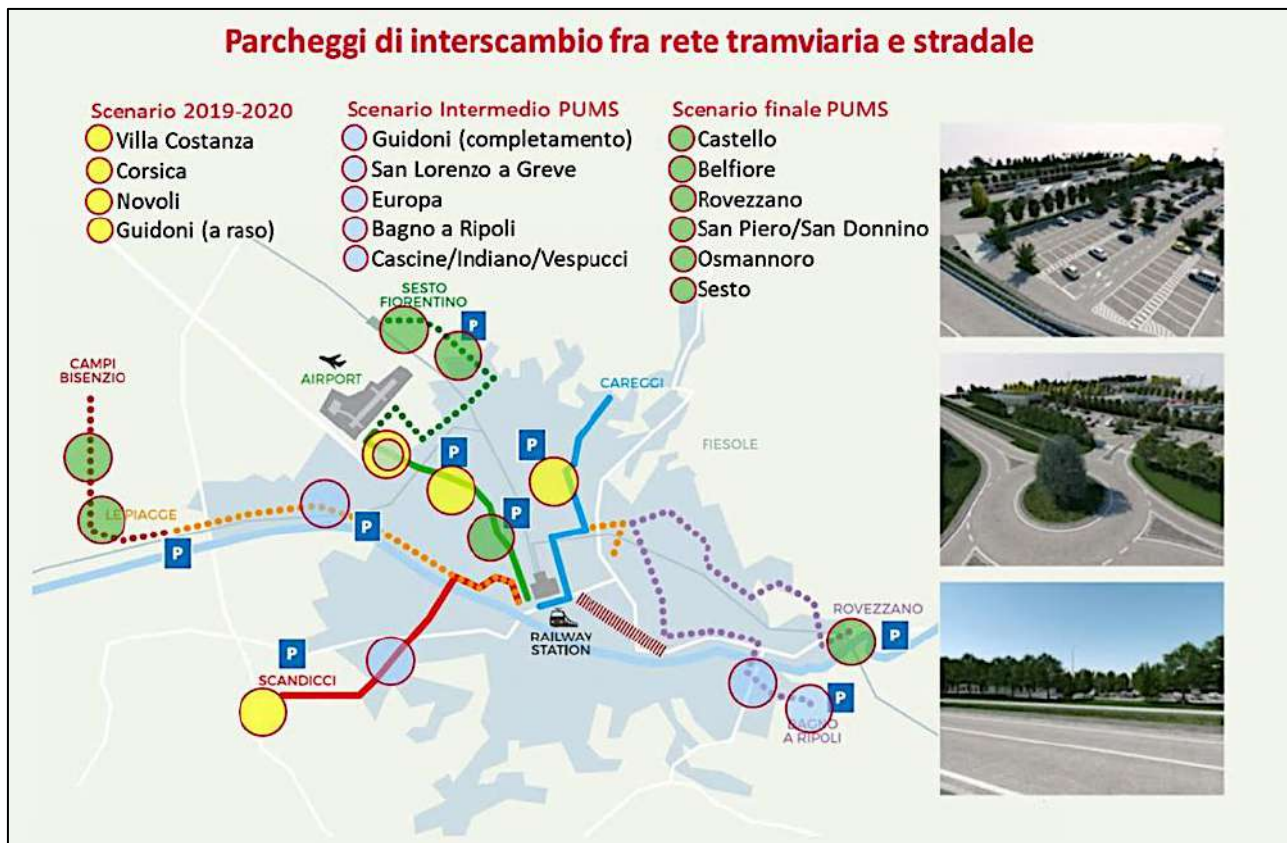 Parcheggi di interscambio fra rete tramviaria e stradale
Scenario 2019-2020
Villa Costanza
Corsica
Novoli
Guidoni (a raso)
Scenario Intermedio PUMS
Guidoni (completamento)
San Lorenzo a Greve
Europa
Bagno a Ripoli
Cascine/Indiano/Vespucci
Scenario finale PUMS
Castello
Belfiore
Rovezzano
San Piero/San Donnino
Osmannoro
Sesto
SESTO
FIORENTINO
P
CAMPI
BISENZIO
AIRPORT
CAREGGI
P
P
FIESOLE
LE PIAGGE
P
P
P
ROVEZZANO
P
RAILWAY
STATION
P
SCANDICCI
P
BAGNO
A RIPOLI